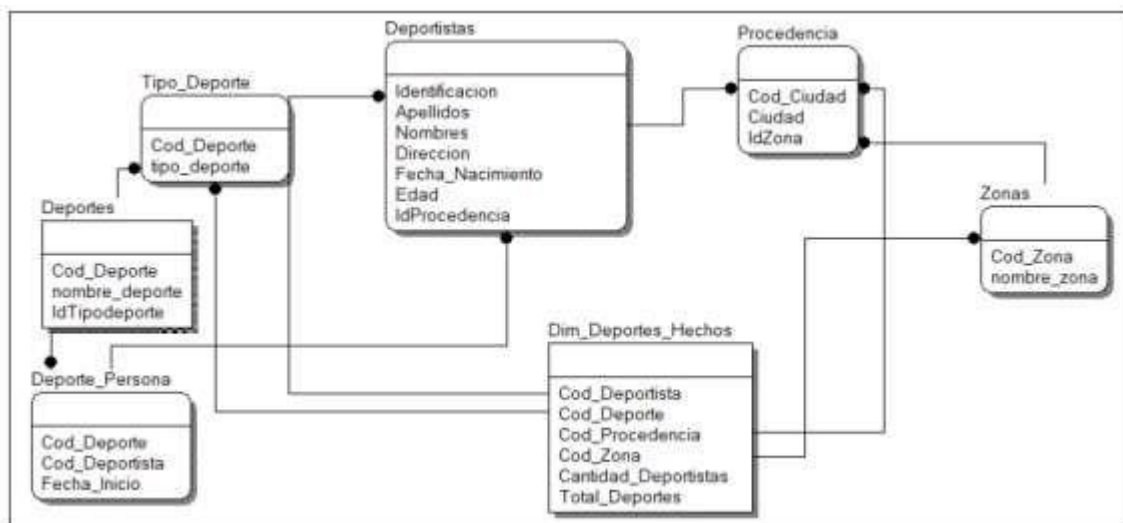 Deportistas
Identificacion
Apellidos
Nombres
Direccion
Fecha_Nacimiento
Edad
IdProcedencia
Procedencia
Cod_Ciudad
Ciudad
IdZona
Tipo_Deporte
Cod_Deporte
tipo_deporte
Deportes
Cod_Deporte
nombre_deporte
IdTipodeporte
Zonas
Cod_Zona
nombre_zona
Dim_Deportes_Hechos
Cod_Deportista
Cod_Deporte
Cod_Procedencia
Cod_Zona
Cantidad_Deportistas
Total_Deportes
Deporte_Persona
Cod_Deporte
Cod_Deportista
Fecha_Inicio